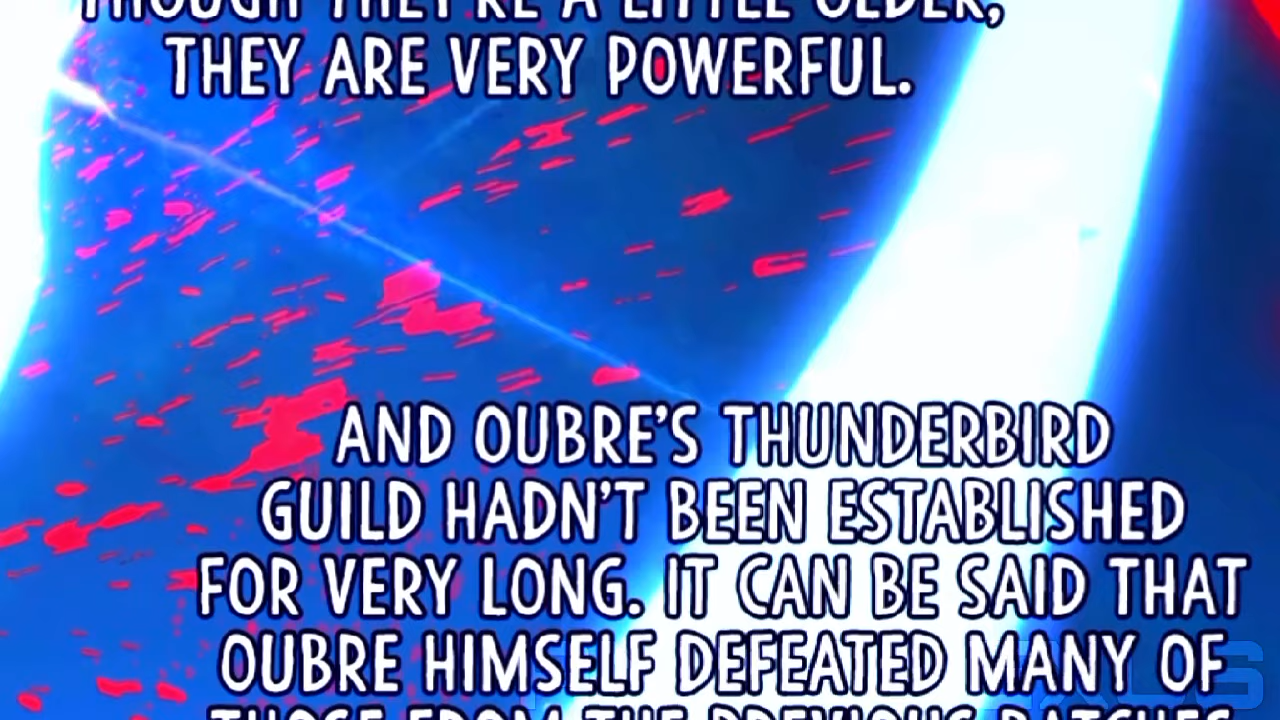 THOUGH THEY'RE A LITTLE OLDER,
THEY ARE VERY POWERFUL.
AND OUBRE'S THUNDERBIRD
GUILD HADN'T BEEN ESTABLISHED
FOR VERY LONG. IT CAN BE SAID THAT
OUBRE HIMSELF DEFEATED MANY OF
THOSE FROM THE PREVIOUS BATCHES